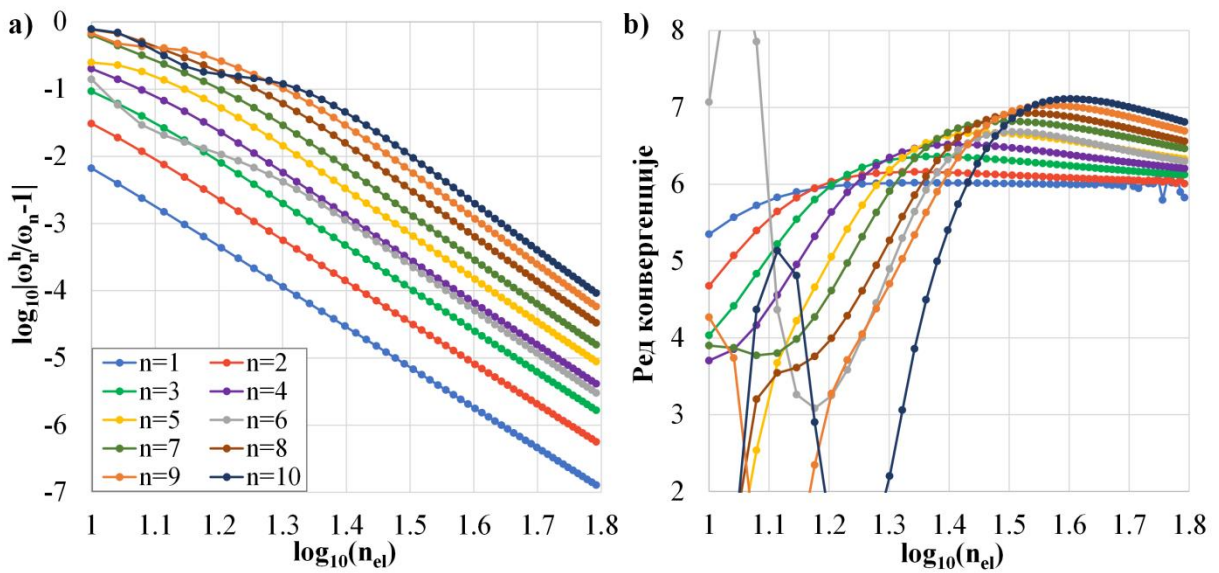 a)
log₁₀|ωₙʰ/ωₙ-1|
0
-1
-2
-3
-4
-5
-6
-7
n=1 n=2
n=3 n=4
n=5 n=6
n=7 n=8
n=9 n=10
1 1.1 1.2 1.3 1.4 1.5 1.6 1.7 1.8
log₁₀(nₑₗ)
b)
Ред конвергенције
8
7
6
5
4
3
2
1 1.1 1.2 1.3 1.4 1.5 1.6 1.7 1.8
log₁₀(nₑₗ)